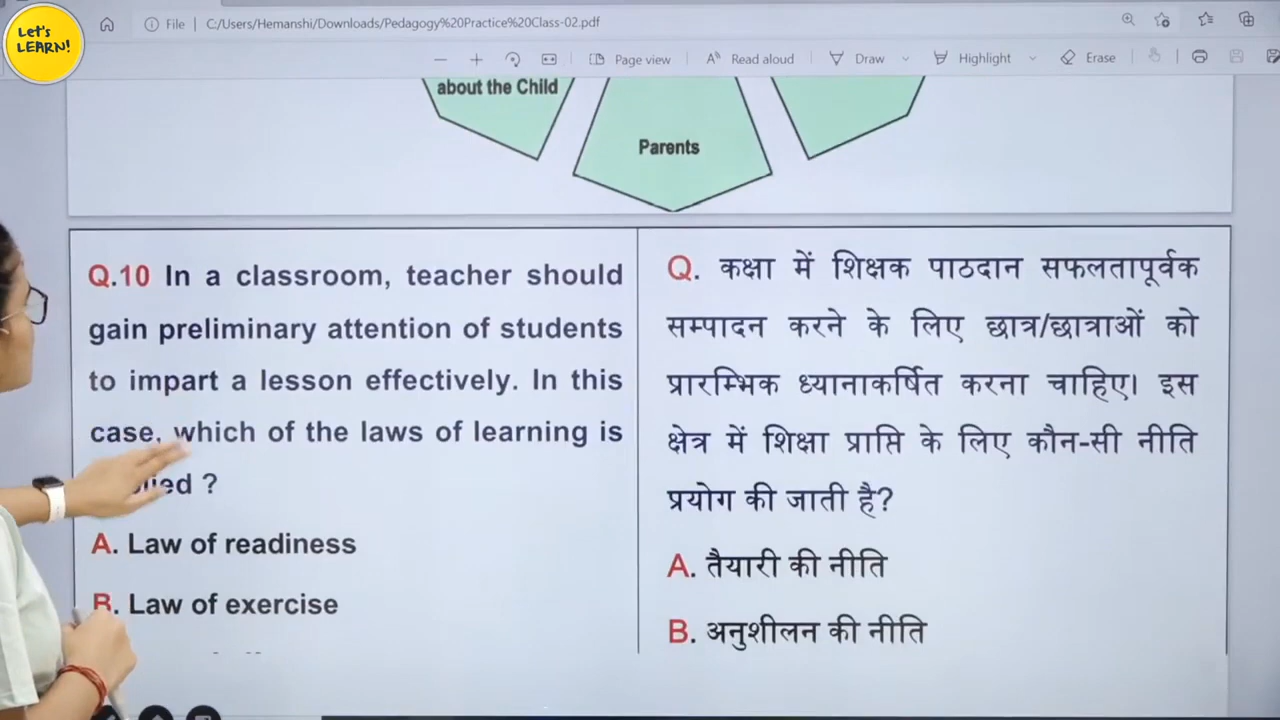 Let's
LEARN!
File
C:/Users/Hemanshi/Downloads/Pedagogy%20Practice%20Class-02.pdf
Page view
Read aloud
Draw
Highlight
Erase
about the Child
Parents
Q.10 In a classroom, teacher should
gain preliminary attention of students
to impart a lesson effectively. In this
case, which of the laws of learning is
?
A. Law of readiness
B. Law of exercise
Q. कक्षा में शिक्षक पाठदान सफलतापूर्वक
सम्पादन करने के लिए छात्र/छात्राओं को
प्रारम्भिक ध्यानाकर्षित करना चाहिए। इस
क्षेत्र में शिक्षा प्राप्ति के लिए कौन-सी नीति
प्रयोग की जाती है?
A. तैयारी की नीति
B. अनुशीलन की नीति